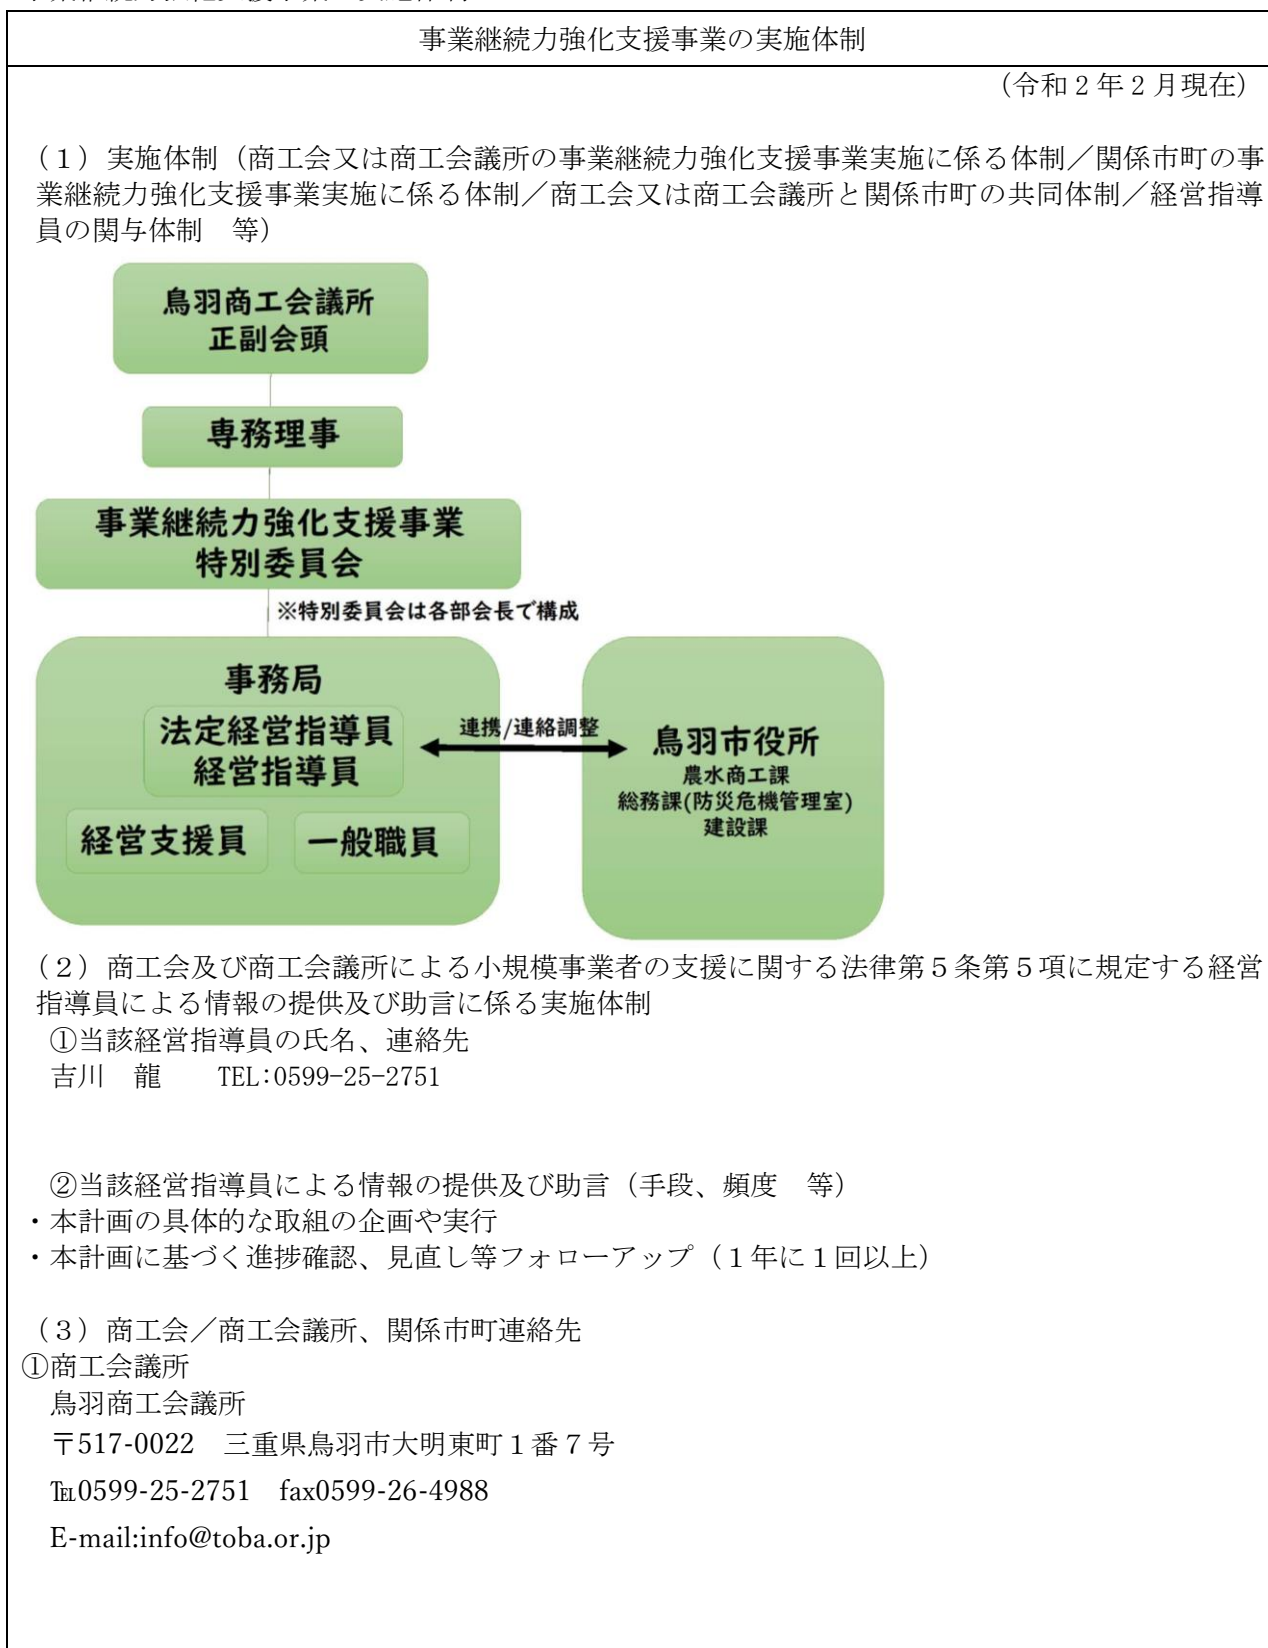 事業継続力強化支援事業の実施体制
（令和２年２月現在）
（１）実施体制（商工会又は商工会議所の事業継続力強化支援事業実施に係る体制／関係市町の事
業継続力強化支援事業実施に係る体制／商工会又は商工会議所と関係市町の共同体制／経営指導
員の関与体制　等）
鳥羽商工会議所
正副会頭
専務理事
事業継続力強化支援事業
特別委員会
※特別委員会は各部会長で構成
事務局
法定経営指導員
経営指導員
経営支援員
一般職員
連携/連絡調整
鳥羽市役所
農水商工課
総務課(防災危機管理室)
建設課
（２）商工会及び商工会議所による小規模事業者の支援に関する法律第５条第５項に規定する経営
指導員による情報の提供及び助言に係る実施体制
①当該経営指導員の氏名、連絡先
吉川　龍　　TEL:0599-25-2751
②当該経営指導員による情報の提供及び助言（手段、頻度　等）
・本計画の具体的な取組の企画や実行
・本計画に基づく進捗確認、見直し等フォローアップ（１年に１回以上）
（３）商工会／商工会議所、関係市町連絡先
①商工会議所
鳥羽商工会議所
〒517-0022　三重県鳥羽市大明東町１番７号
℡0599-25-2751　fax0599-26-4988
E-mail:info@toba.or.jp